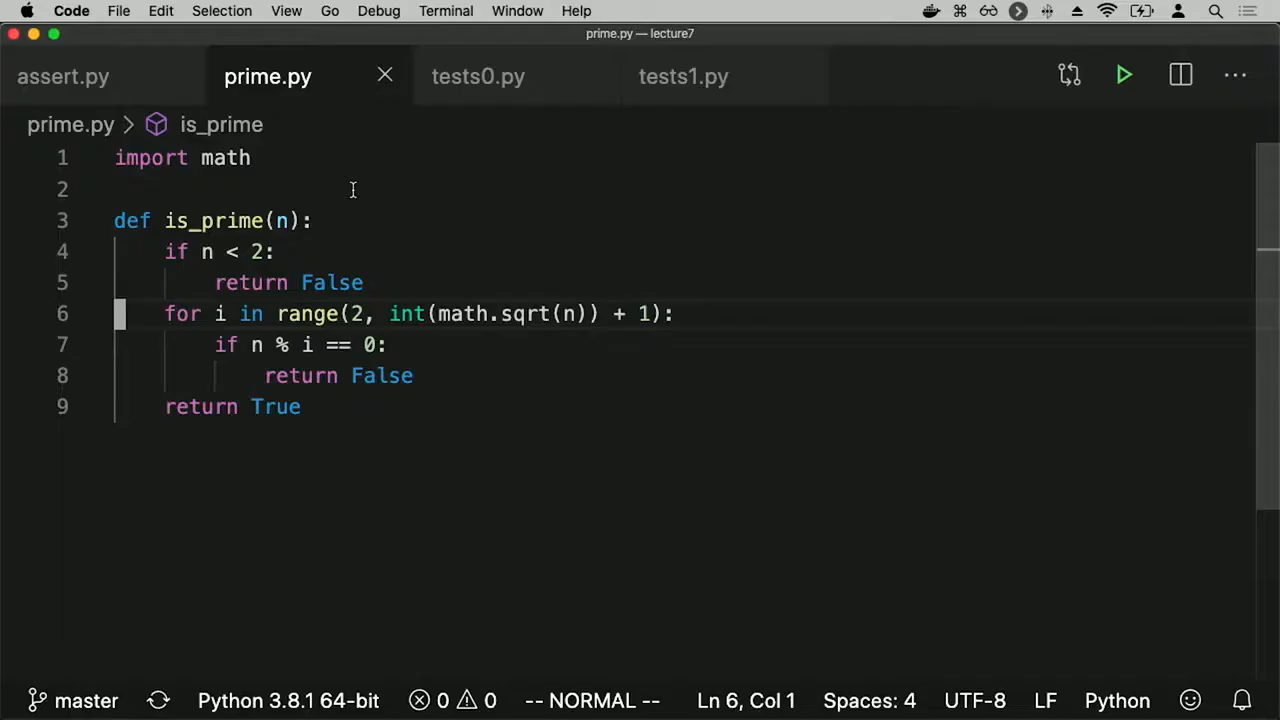 Code File Edit Selection View Go Debug Terminal Window Help
prime.py — lecture7
assert.py prime.py tests0.py tests1.py
prime.py > is_prime
1 import math
2
3 def is_prime(n):
4     if n < 2:
5         return False
6     for i in range(2, int(math.sqrt(n)) + 1):
7         if n % i == 0:
8             return False
9     return True
master Python 3.8.1 64-bit 0 0 -- NORMAL -- Ln 6, Col 1 Spaces: 4 UTF-8 LF Python